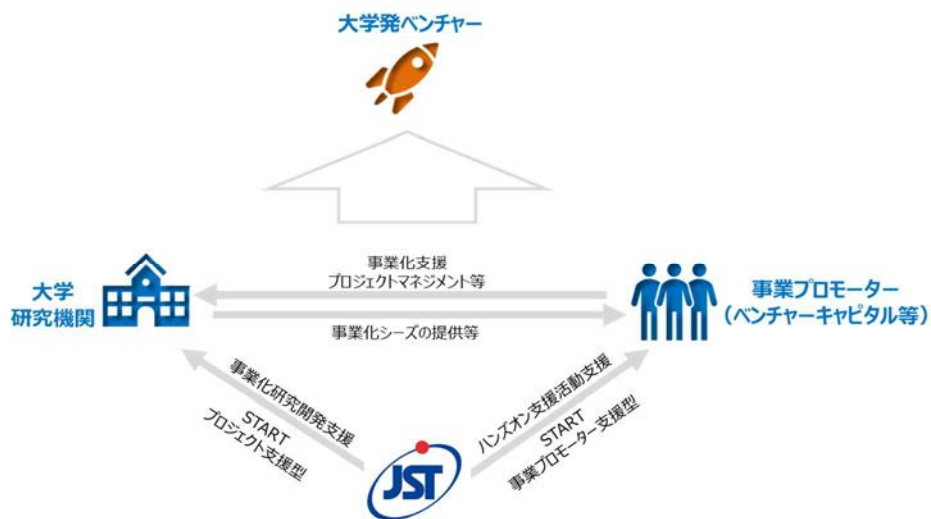 大学発ベンチャー
事業化支援
プロジェクトマネジメント等
大学
研究機関
事業プロモーター
（ベンチャーキャピタル等）
事業化シーズの提供等
事業化研究開発支援
START
プロジェクト支援型
ハンズオン支援活動支援
START
事業プロモーター支援型
JST